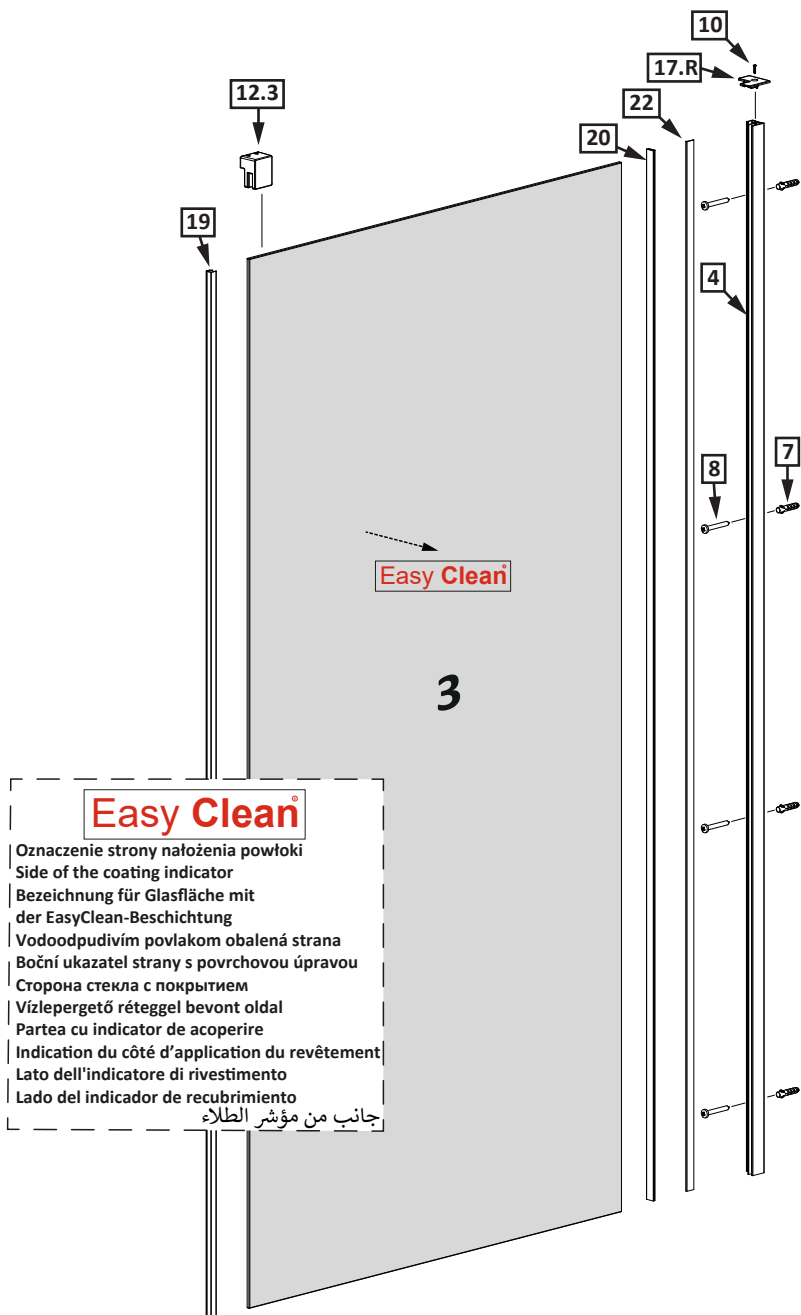 10
17.R
12.3
22
20
19
4
7
8
Easy Clean®
3
Easy Clean®
Oznaczenie strony nałożenia powłoki
Side of the coating indicator
Bezeichnung für Glasfläche mit
der EasyClean-Beschichtung
Vodoodpudivím povlakom obalená strana
Boční ukazatel strany s povrchovou úpravou
Сторона стекла с покрытием
Vízlepergető réteggel bevont oldal
Partea cu indicator de acoperire
Indication du côté d’application du revêtement
Lato dell'indicatore di rivestimento
Lado del indicador de recubrimiento
جانب من مؤشر الطلاء